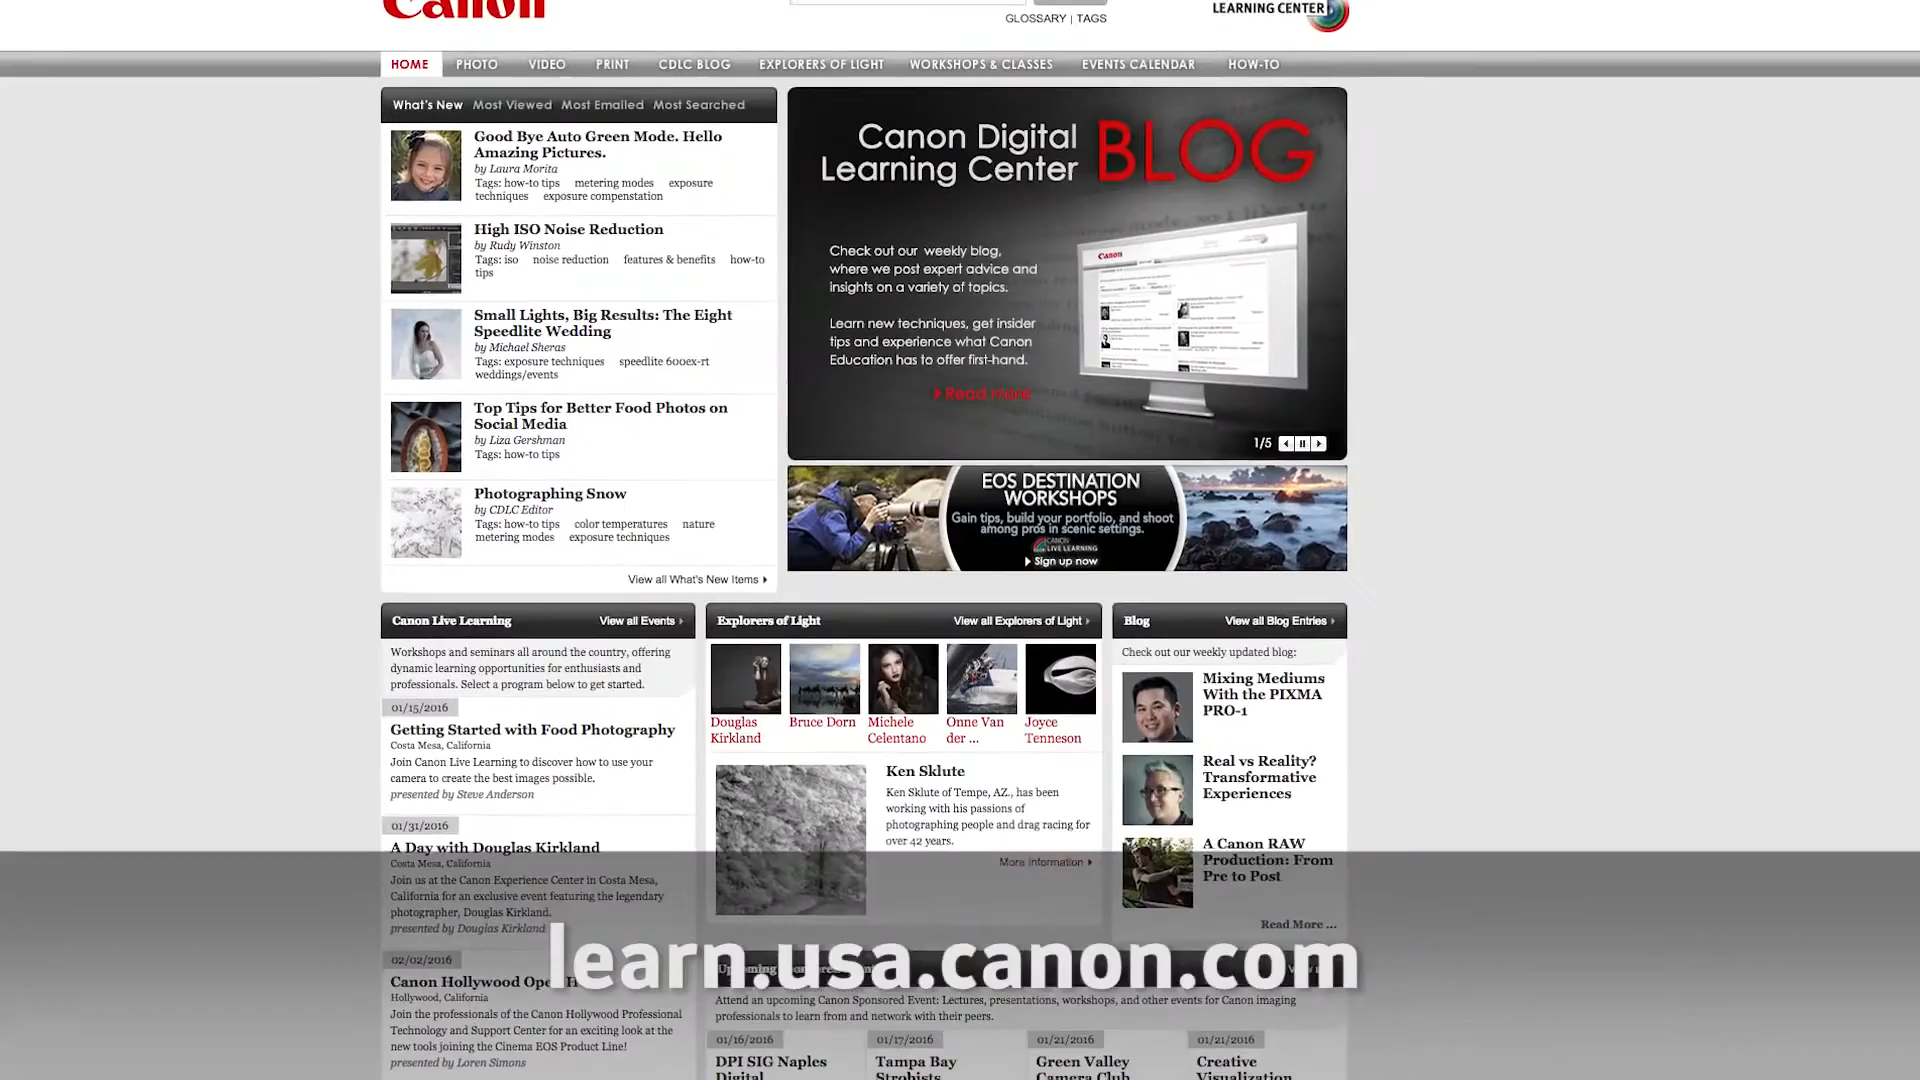 Canon
GLOSSARY | TAGS
LEARNING CENTER
HOME PHOTO VIDEO PRINT CDLC BLOG EXPLORERS OF LIGHT WORKSHOPS & CLASSES EVENTS CALENDAR HOW-TO
What's New Most Viewed Most Emailed Most Searched
Good Bye Auto Green Mode. Hello
Amazing Pictures.
by Laura Morita
Tags: how-to tips metering modes exposure
techniques exposure compenstation
High ISO Noise Reduction
by Rudy Winston
Tags: iso noise reduction features & benefits how-to
tips
Small Lights, Big Results: The Eight
Speedlite Wedding
by Michael Sheras
Tags: exposure techniques speedlite 600ex-rt
weddings/events
Top Tips for Better Food Photos on
Social Media
by Liza Gershman
Tags: how-to tips
Photographing Snow
by CDLC Editor
Tags: how-to tips color temperatures nature
metering modes exposure techniques
View all What's New Items
Canon Digital
Learning Center BLOG
Check out our weekly blog,
where we post expert advice and
insights on a variety of topics.
Learn new techniques, get insider
tips and experience what Canon
Education has to offer first-hand.
Read more
Canon
1/5
EOS DESTINATION
WORKSHOPS
Gain tips, build your portfolio, and shoot
among pros in scenic settings.
CANON
LIVE LEARNING
Sign up now
Canon Live Learning View all Events
Workshops and seminars all around the country, offering
dynamic learning opportunities for enthusiasts and
professionals. Select a program below to get started.
01/15/2016
Getting Started with Food Photography
Costa Mesa, California
Join Canon Live Learning to discover how to use your
camera to create the best images possible.
presented by Steve Anderson
01/31/2016
A Day with Douglas Kirkland
Costa Mesa, California
Join us at the Canon Experience Center in Costa Mesa,
California for an exclusive event featuring the legendary
photographer, Douglas Kirkland.
presented by Douglas Kirkland
02/02/2016
Canon Hollywood Ope
Hollywood, California
Join the professionals of the Canon Hollywood Professional
Technology and Support Center for an exciting look at the
new tools joining the Cinema EOS Product Line!
presented by Loren Simons
Explorers of Light View all Explorers of Light
Douglas
Kirkland
Bruce Dorn
Michele
Celentano
Onne Van
der ...
Joyce
Tenneson
Ken Sklute
Ken Sklute of Tempe, AZ., has been
working with his passions of
photographing people and drag racing for
over 42 years.
More Information
Blog View all Blog Entries
Check out our weekly updated blog:
Mixing Mediums
With the PIXMA
PRO-1
Real vs Reality?
Transformative
Experiences
A Canon RAW
Production: From
Pre to Post
Read More ...
learn.usa.canon.com
Attend an upcoming Canon Sponsored Event: Lectures, presentations, workshops, and other events for Canon imaging
professionals to learn from and network with their peers.
01/16/2016
DPI SIG Naples
Digital
01/17/2016
Tampa Bay
Strobists
01/21/2016
Green Valley
Camera Club
01/21/2016
Creative
Visualization